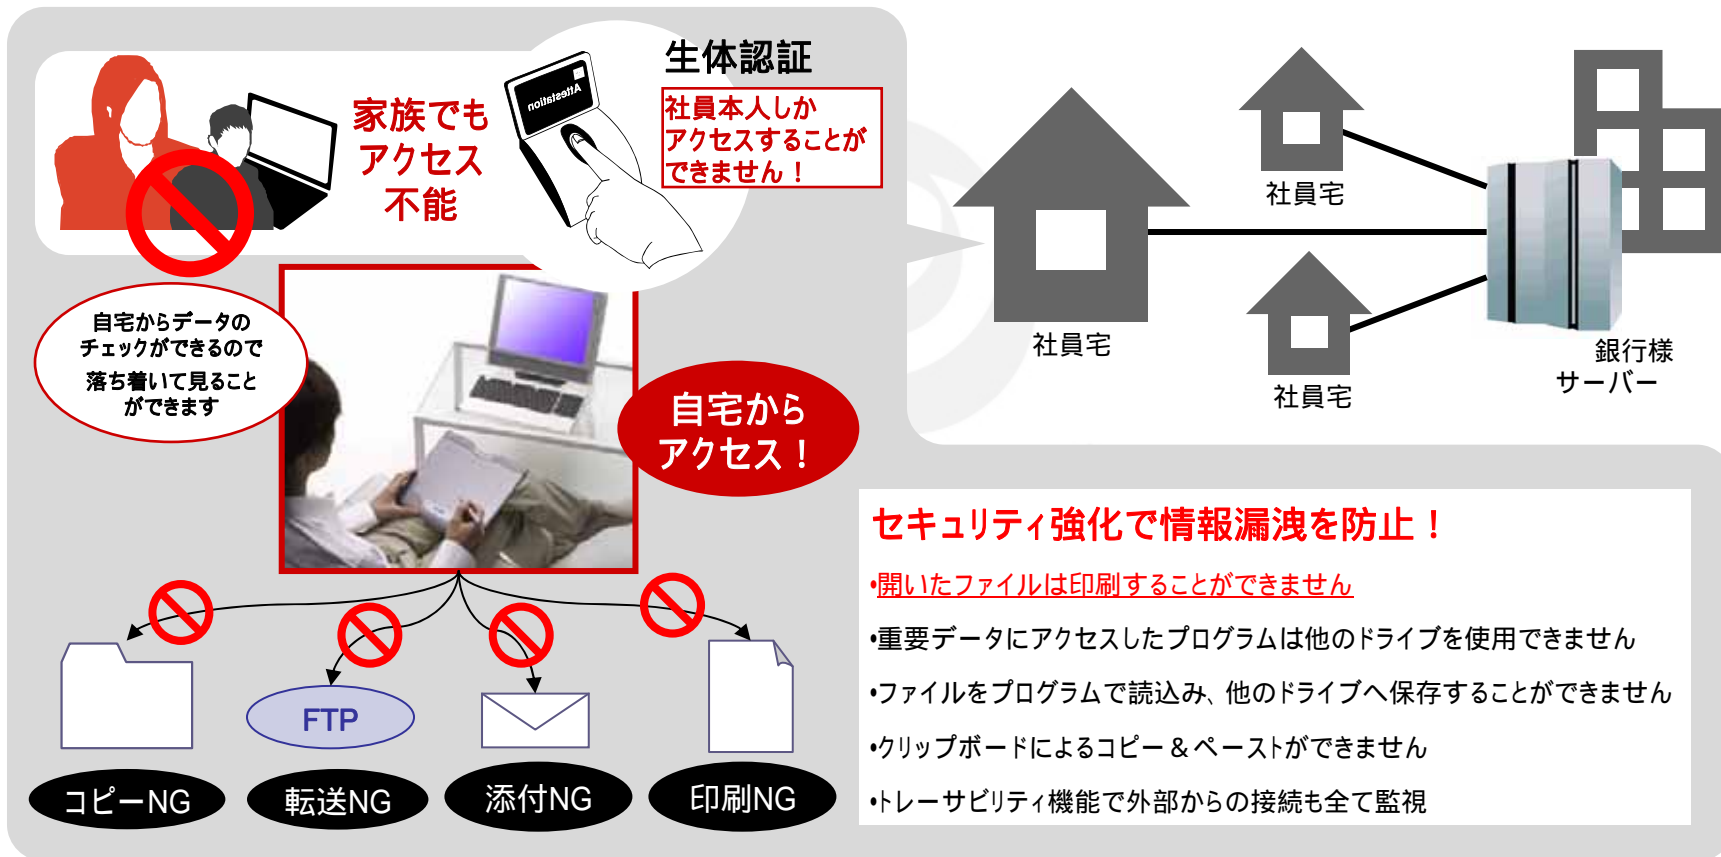 生体認証
社員本人しか
アクセスすることが
できません！
家族でも
アクセス
不能
Attestation
自宅からデータの
チェックができるので
落ち着いて見ること
ができます
自宅から
アクセス！
社員宅
社員宅
社員宅
銀行様
サーバー
セキュリティ強化で情報漏洩を防止！
•開いたファイルは印刷することができません
•重要データにアクセスしたプログラムは他のドライブを使用できません
•ファイルをプログラムで読込み、他のドライブへ保存することができません
•クリップボードによるコピー＆ペーストができません
•トレーサビリティ機能で外部からの接続も全て監視
FTP
コピーNG
転送NG
添付NG
印刷NG